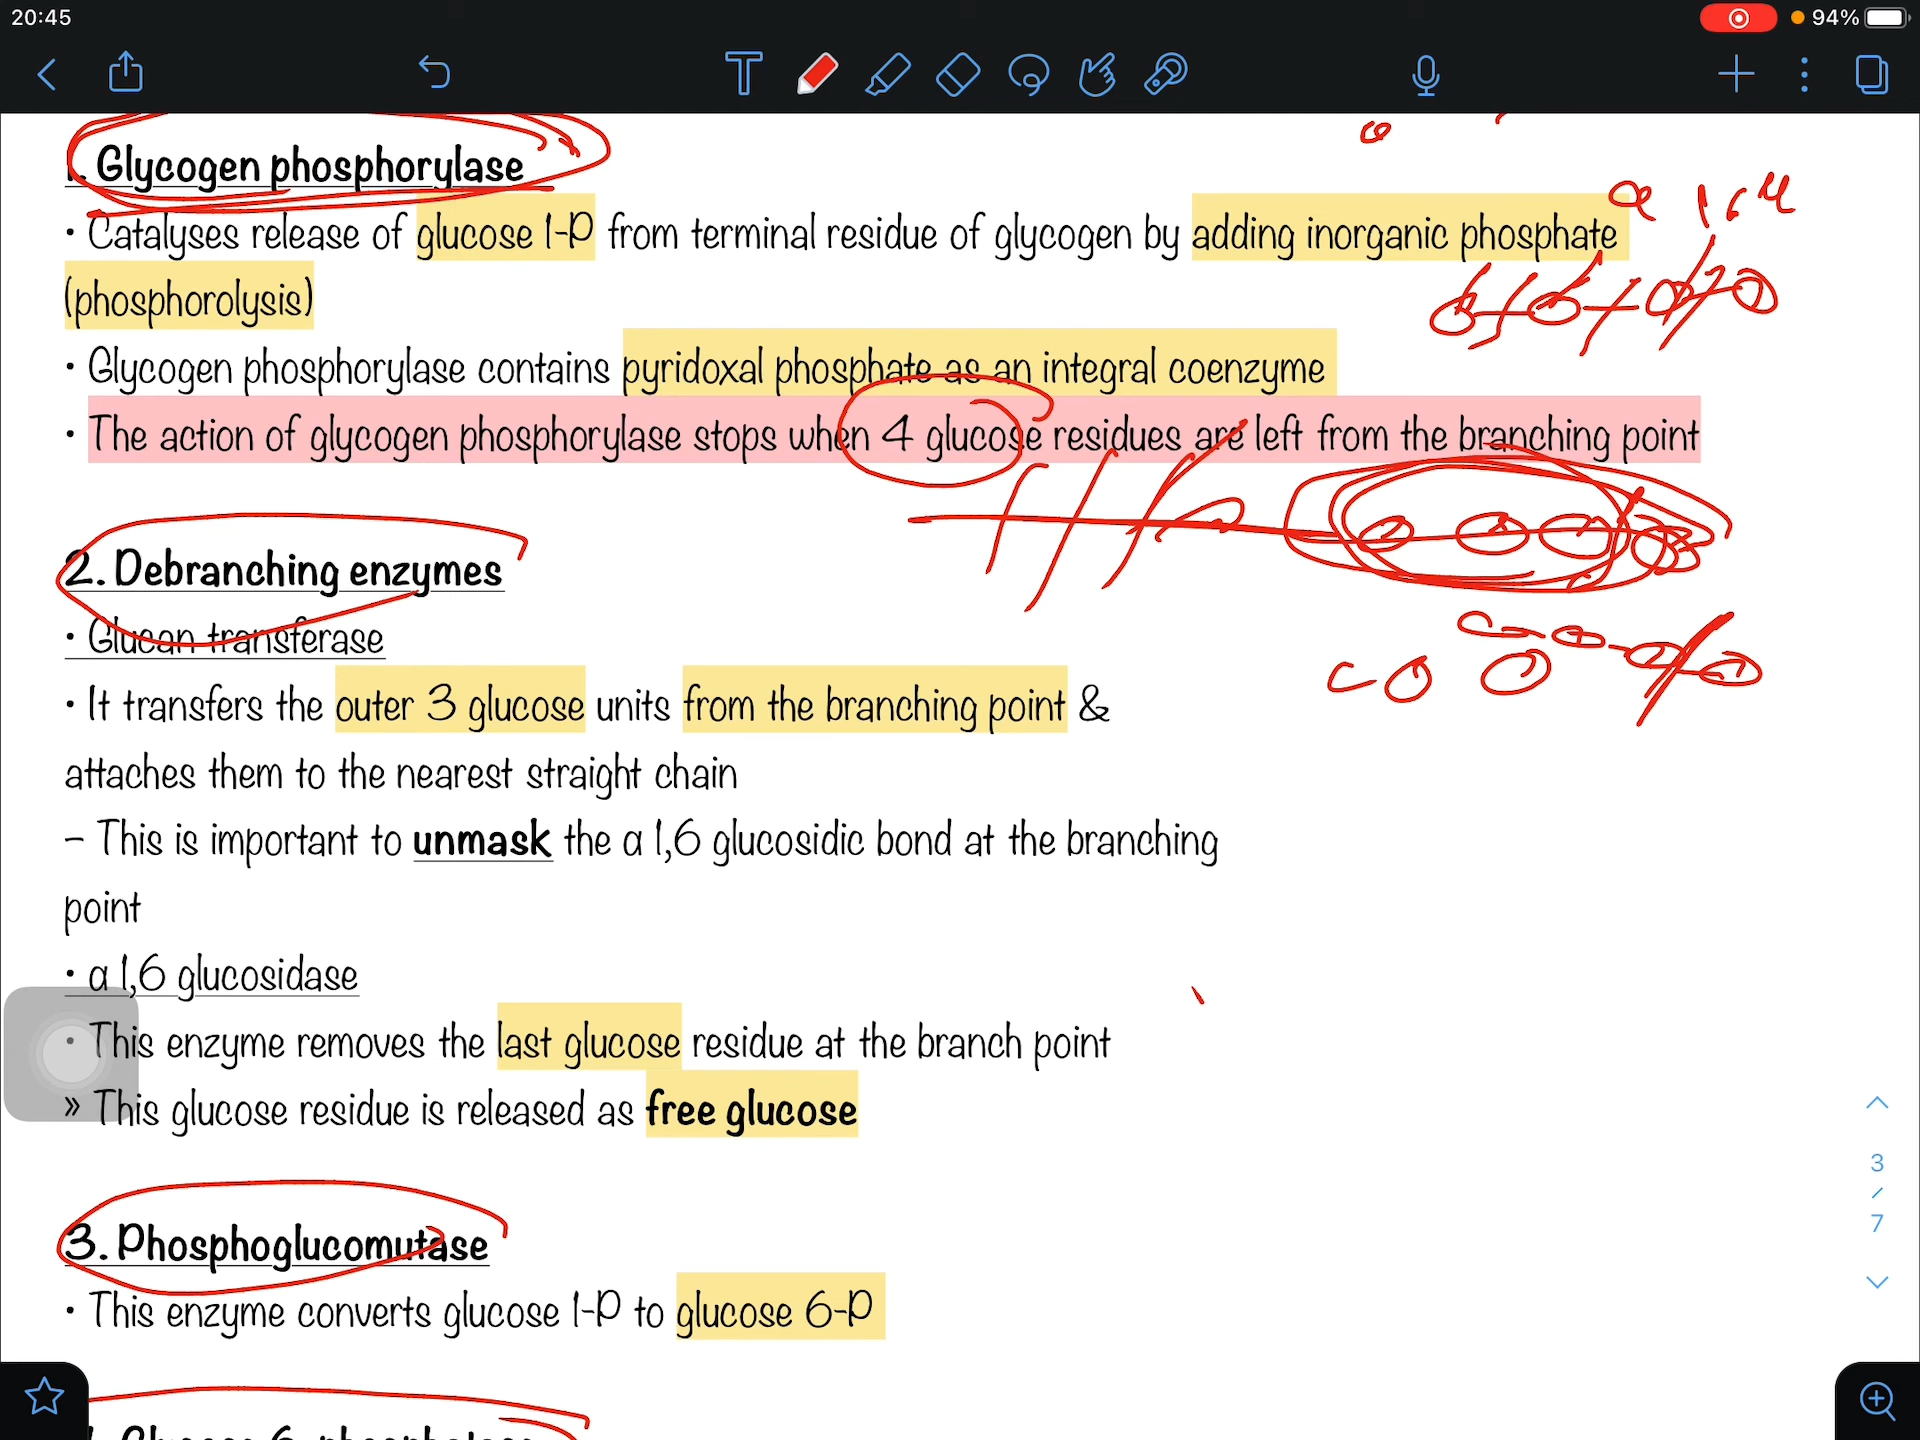 20:45
94%
1. Glycogen phosphorylase
• Catalyses release of glucose 1-P from terminal residue of glycogen by adding inorganic phosphate
(phosphorolysis)
• Glycogen phosphorylase contains pyridoxal phosphate as an integral coenzyme
• The action of glycogen phosphorylase stops when 4 glucose residues are left from the branching point
2. Debranching enzymes
• Glucan transferase
• It transfers the outer 3 glucose units from the branching point &
attaches them to the nearest straight chain
– This is important to unmask the α 1,6 glucosidic bond at the branching
point
• α 1,6 glucosidase
• This enzyme removes the last glucose residue at the branch point
» This glucose residue is released as free glucose
3. Phosphoglucomutase
• This enzyme converts glucose 1-P to glucose 6-P
3
/
7